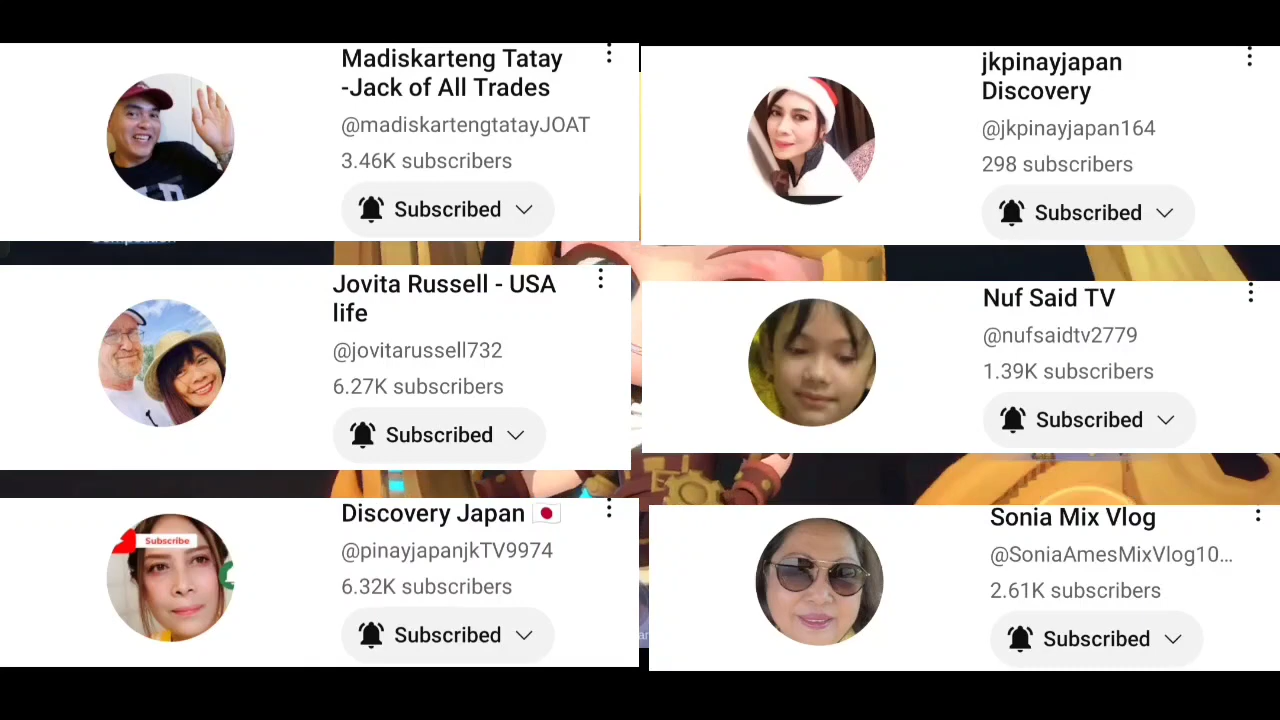 Madiskarteng Tatay
-Jack of All Trades
@madiskartengtatayJOAT
3.46K subscribers
Subscribed
jkpinayjapan
Discovery
@jkpinayjapan164
298 subscribers
Subscribed
Jovita Russell - USA
life
@jovitarussell732
6.27K subscribers
Subscribed
Nuf Said TV
@nufsaidtv2779
1.39K subscribers
Subscribed
Discovery Japan 🇯🇵
@pinayjapanjkTV9974
6.32K subscribers
Subscribed
Subscribe
Sonia Mix Vlog
@SoniaAmesMixVlog10...
2.61K subscribers
Subscribed